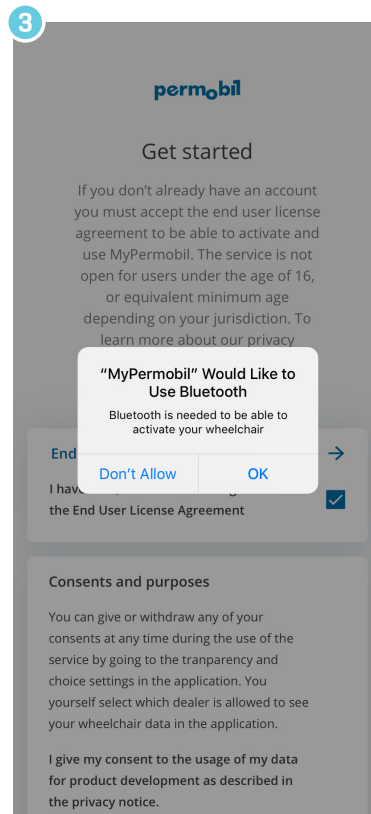 3
permobil
Get started
If you don't already have an account
you must accept the end user license
agreement to be able to activate and
use MyPermobil. The service is not
open for users under the age of 16,
or equivalent minimum age
depending on your jurisdiction. To
learn more about our privacy
“MyPermobil” Would Like to
Use Bluetooth
Bluetooth is needed to be able to
activate your wheelchair
Don't Allow OK
End
I have
the End User License Agreement
Consents and purposes
You can give or withdraw any of your
consents at any time during the use of the
service by going to the tranparency and
choice settings in the application. You
yourself select which dealer is allowed to see
your wheelchair data in the application.
I give my consent to the usage of my data
for product development as described in
the privacy notice.